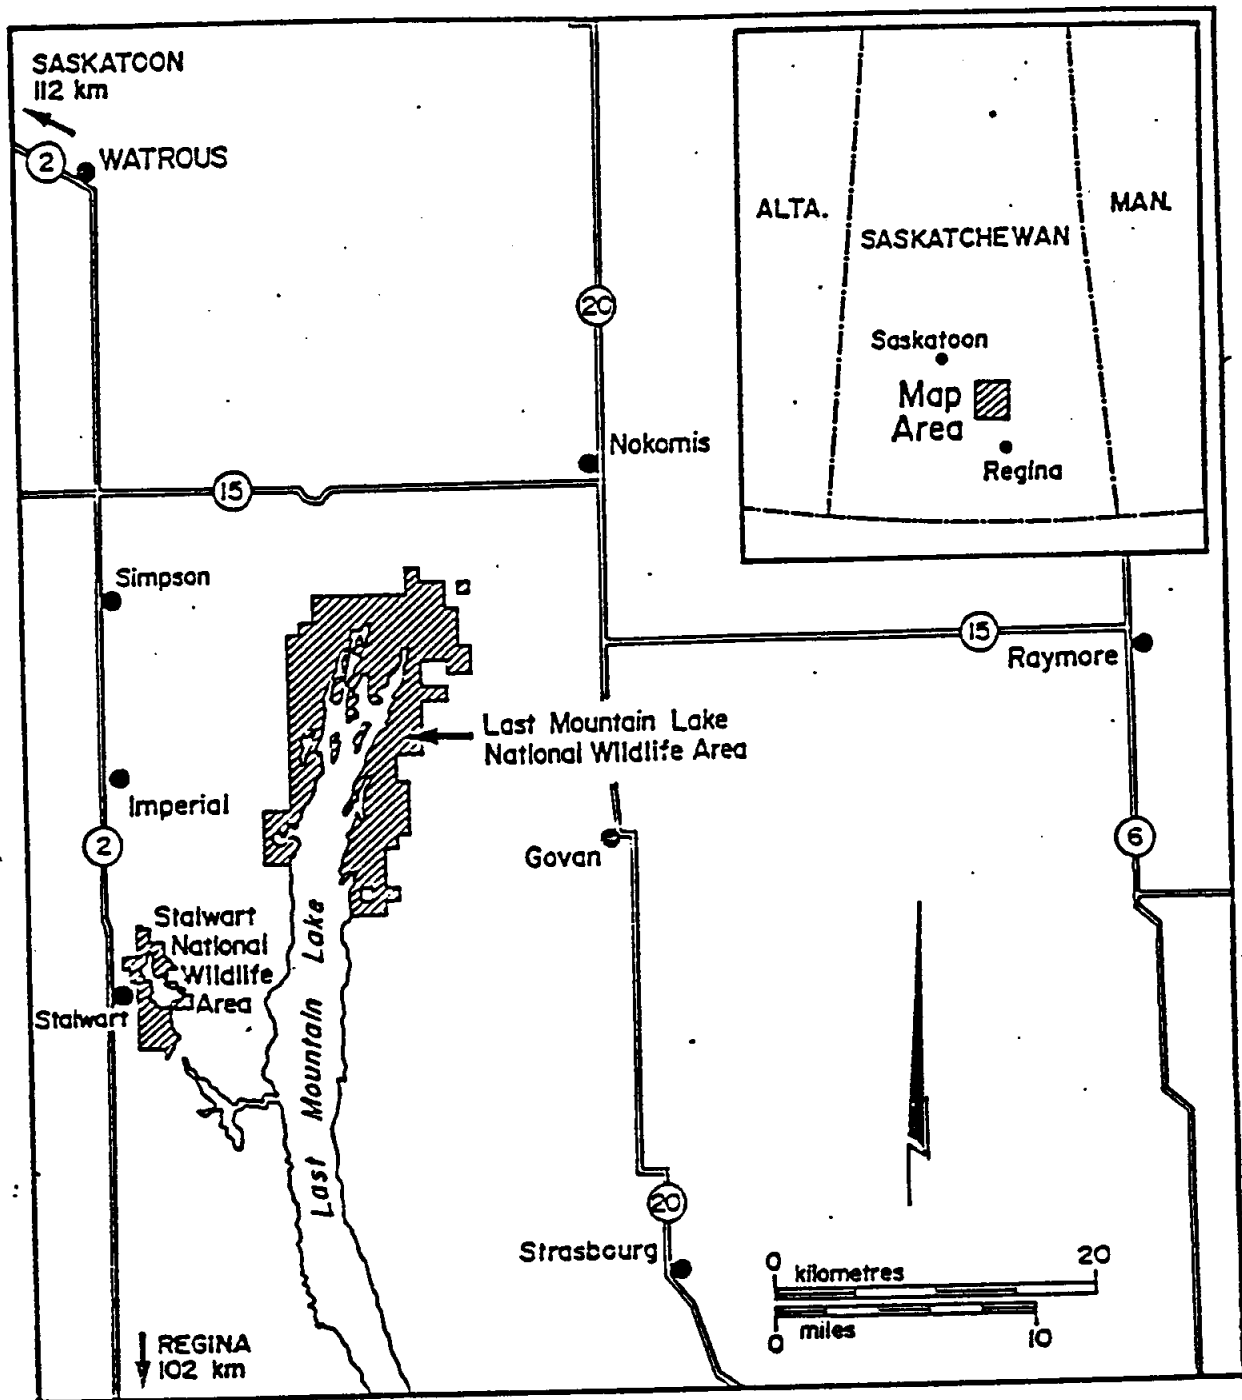 SASKATOON
112 km
2
WATROUS
20
ALTA.
SASKATCHEWAN
MAN.
Saskatoon
Map
Area
Regina
Nokomis
15
Simpson
15
Raymore
Last Mountain Lake
National Wildlife Area
Imperial
2
Govan
6
Stalwart
National
Wildlife
Area
Stalwart
Last Mountain Lake
20
Strasbourg
0 20
kilometres
miles
0 10
REGINA
102 km